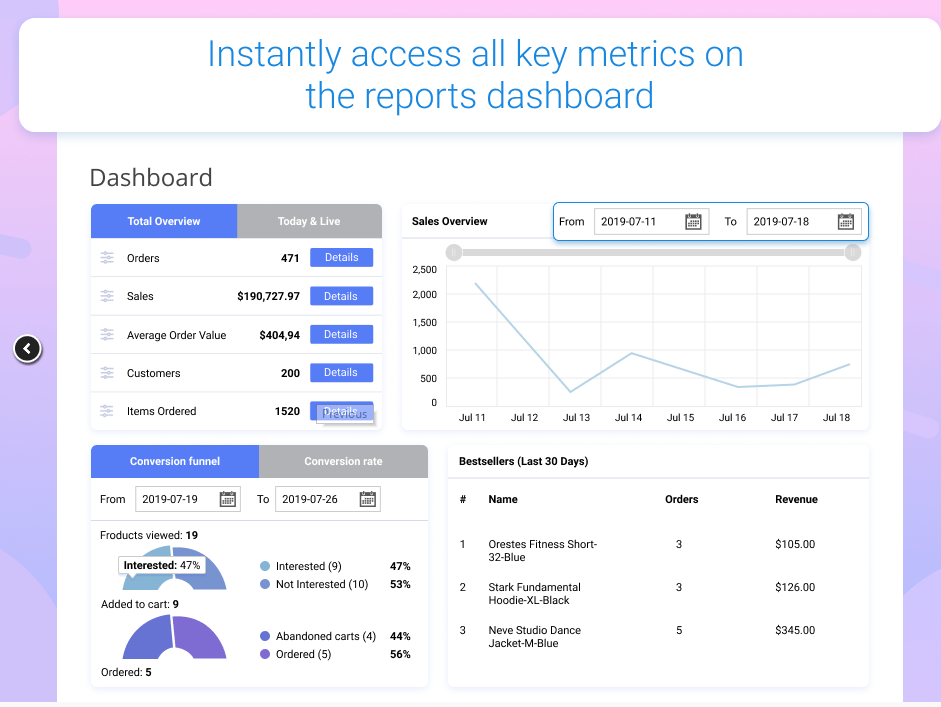 Instantly access all key metrics on
the reports dashboard
Dashboard
Total Overview
Today & Live
Orders 471 Details
Sales $190,727.97 Details
Average Order Value $404,94 Details
Customers 200 Details
Items Ordered 1520 Details
Previous
Sales Overview
From 2019-07-11 To 2019-07-18
2,500
2,000
1,500
1,000
500
0
Jul 11 Jul 12 Jul 13 Jul 14 Jul 15 Jul 16 Jul 17 Jul 18
Conversion funnel
Conversion rate
From 2019-07-19 To 2019-07-26
Products viewed: 19
Interested: 47%
Interested (9) 47%
Not Interested (10) 53%
Added to cart: 9
Abandoned carts (4) 44%
Ordered (5) 56%
Ordered: 5
Bestsellers (Last 30 Days)
# Name Orders Revenue
1 Orestes Fitness Short- 3 $105.00
32-Blue
2 Stark Fundamental 3 $126.00
Hoodie-XL-Black
3 Neve Studio Dance 5 $345.00
Jacket-M-Blue